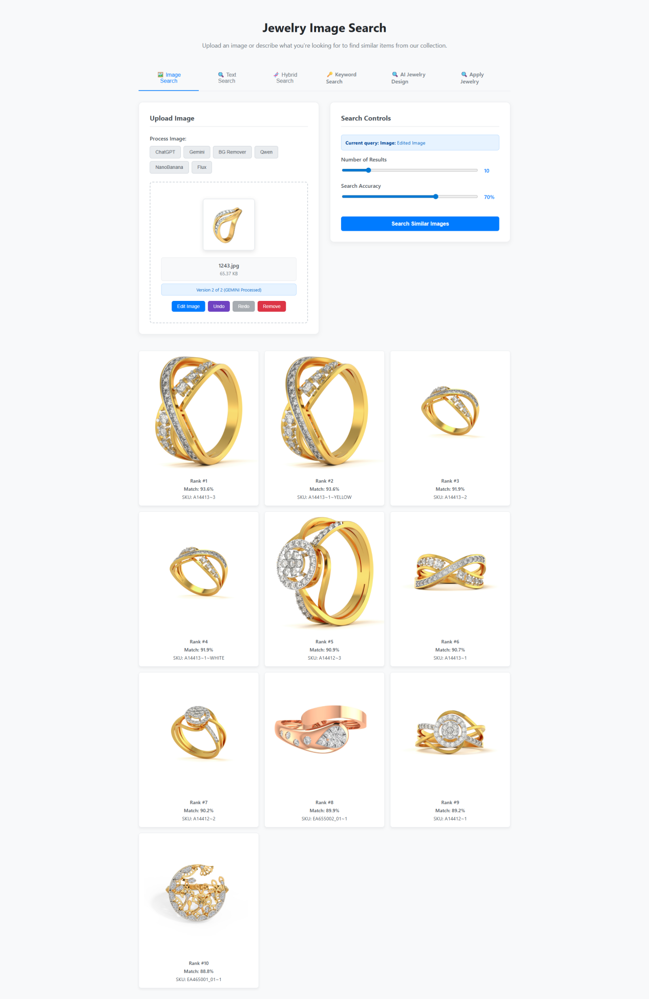 Jewelry Image Search
Upload an image or describe what you're looking for to find similar items from our collection.
Image
Search
Text
Search
Hybrid
Search
Keyword
Search
AI Jewelry
Design
Apply
Jewelry
Upload Image
Process Image:
ChatGPT
Gemini
BG Remover
Qwen
NanoBanana
Flux
1243.jpg
65.37 KB
Version 2 of 2 (GEMINI Processed)
Edit Image
Undo
Redo
Remove
Search Controls
Current query: Image: Edited Image
Number of Results
10
Search Accuracy
70%
Search Similar Images
Rank #1
Match: 93.6%
SKU: A14413~3
Rank #2
Match: 93.6%
SKU: A14413~1~YELLOW
Rank #3
Match: 91.9%
SKU: A14413~2
Rank #4
Match: 91.9%
SKU: A14413~1~WHITE
Rank #5
Match: 90.9%
SKU: A14412~3
Rank #6
Match: 90.7%
SKU: A14413~1
Rank #7
Match: 90.2%
SKU: A14412~2
Rank #8
Match: 89.9%
SKU: EA655002_01~1
Rank #9
Match: 89.2%
SKU: A14412~1
Rank #10
Match: 88.8%
SKU: EA465001_01~1